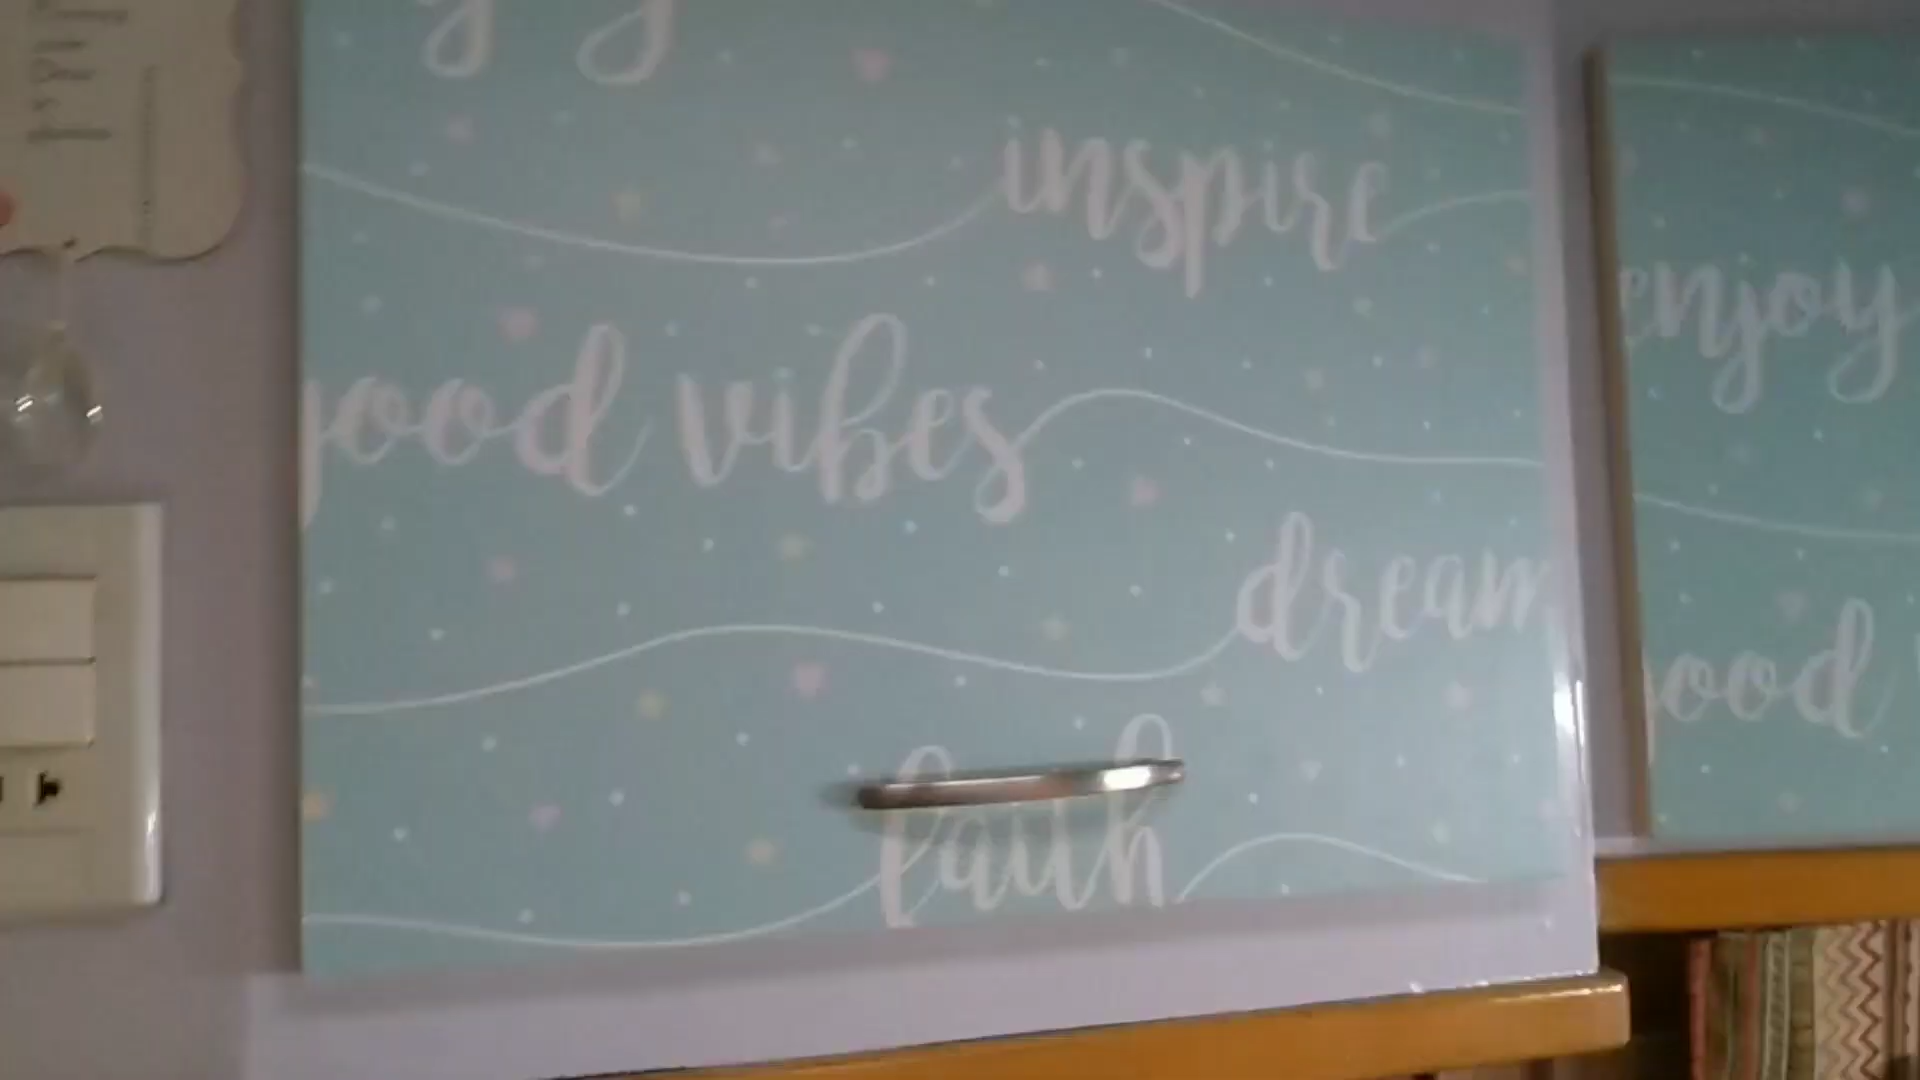 inspire
enjoy
good vibes
dream
good
faith